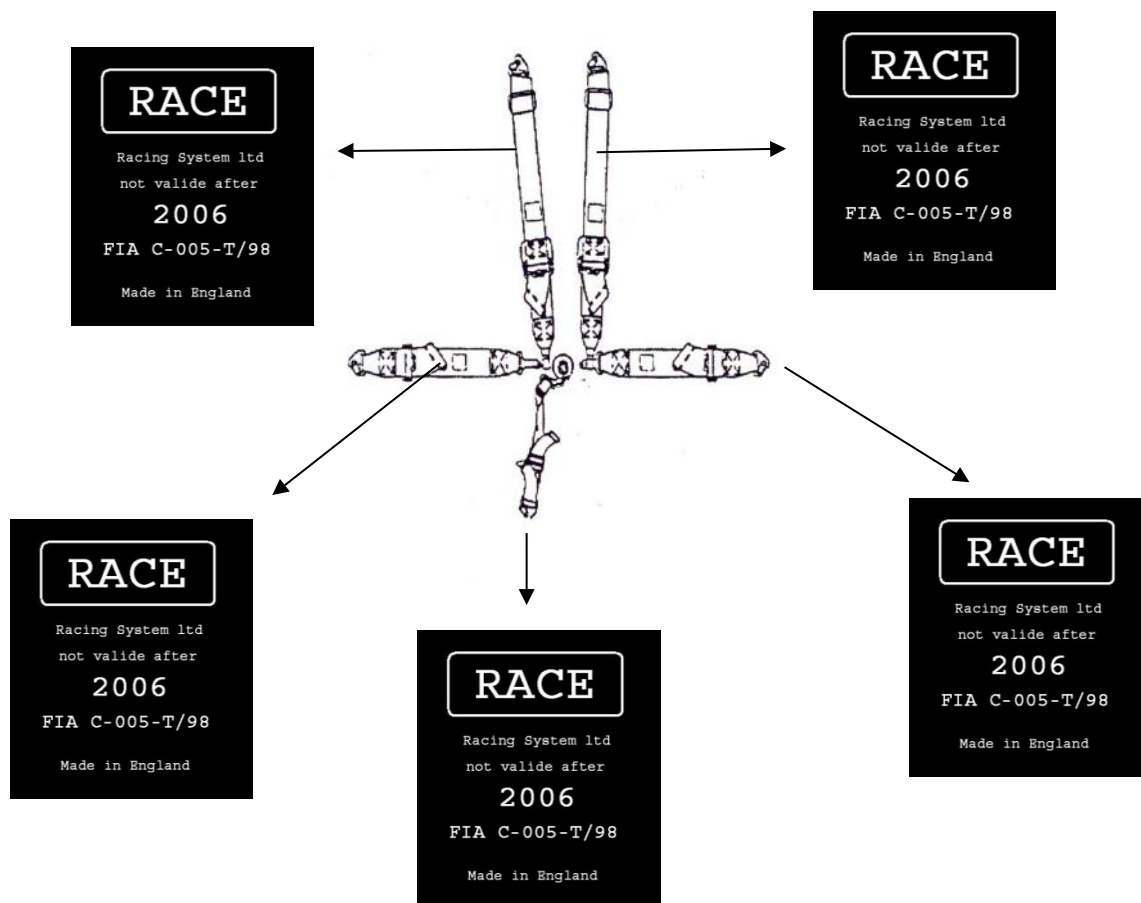 RACE
Racing System ltd
not valide after
2006
FIA C-005-T/98
Made in England
RACE
Racing System ltd
not valide after
2006
FIA C-005-T/98
Made in England
RACE
Racing System ltd
not valide after
2006
FIA C-005-T/98
Made in England
RACE
Racing System ltd
not valide after
2006
FIA C-005-T/98
Made in England
RACE
Racing System ltd
not valide after
2006
FIA C-005-T/98
Made in England